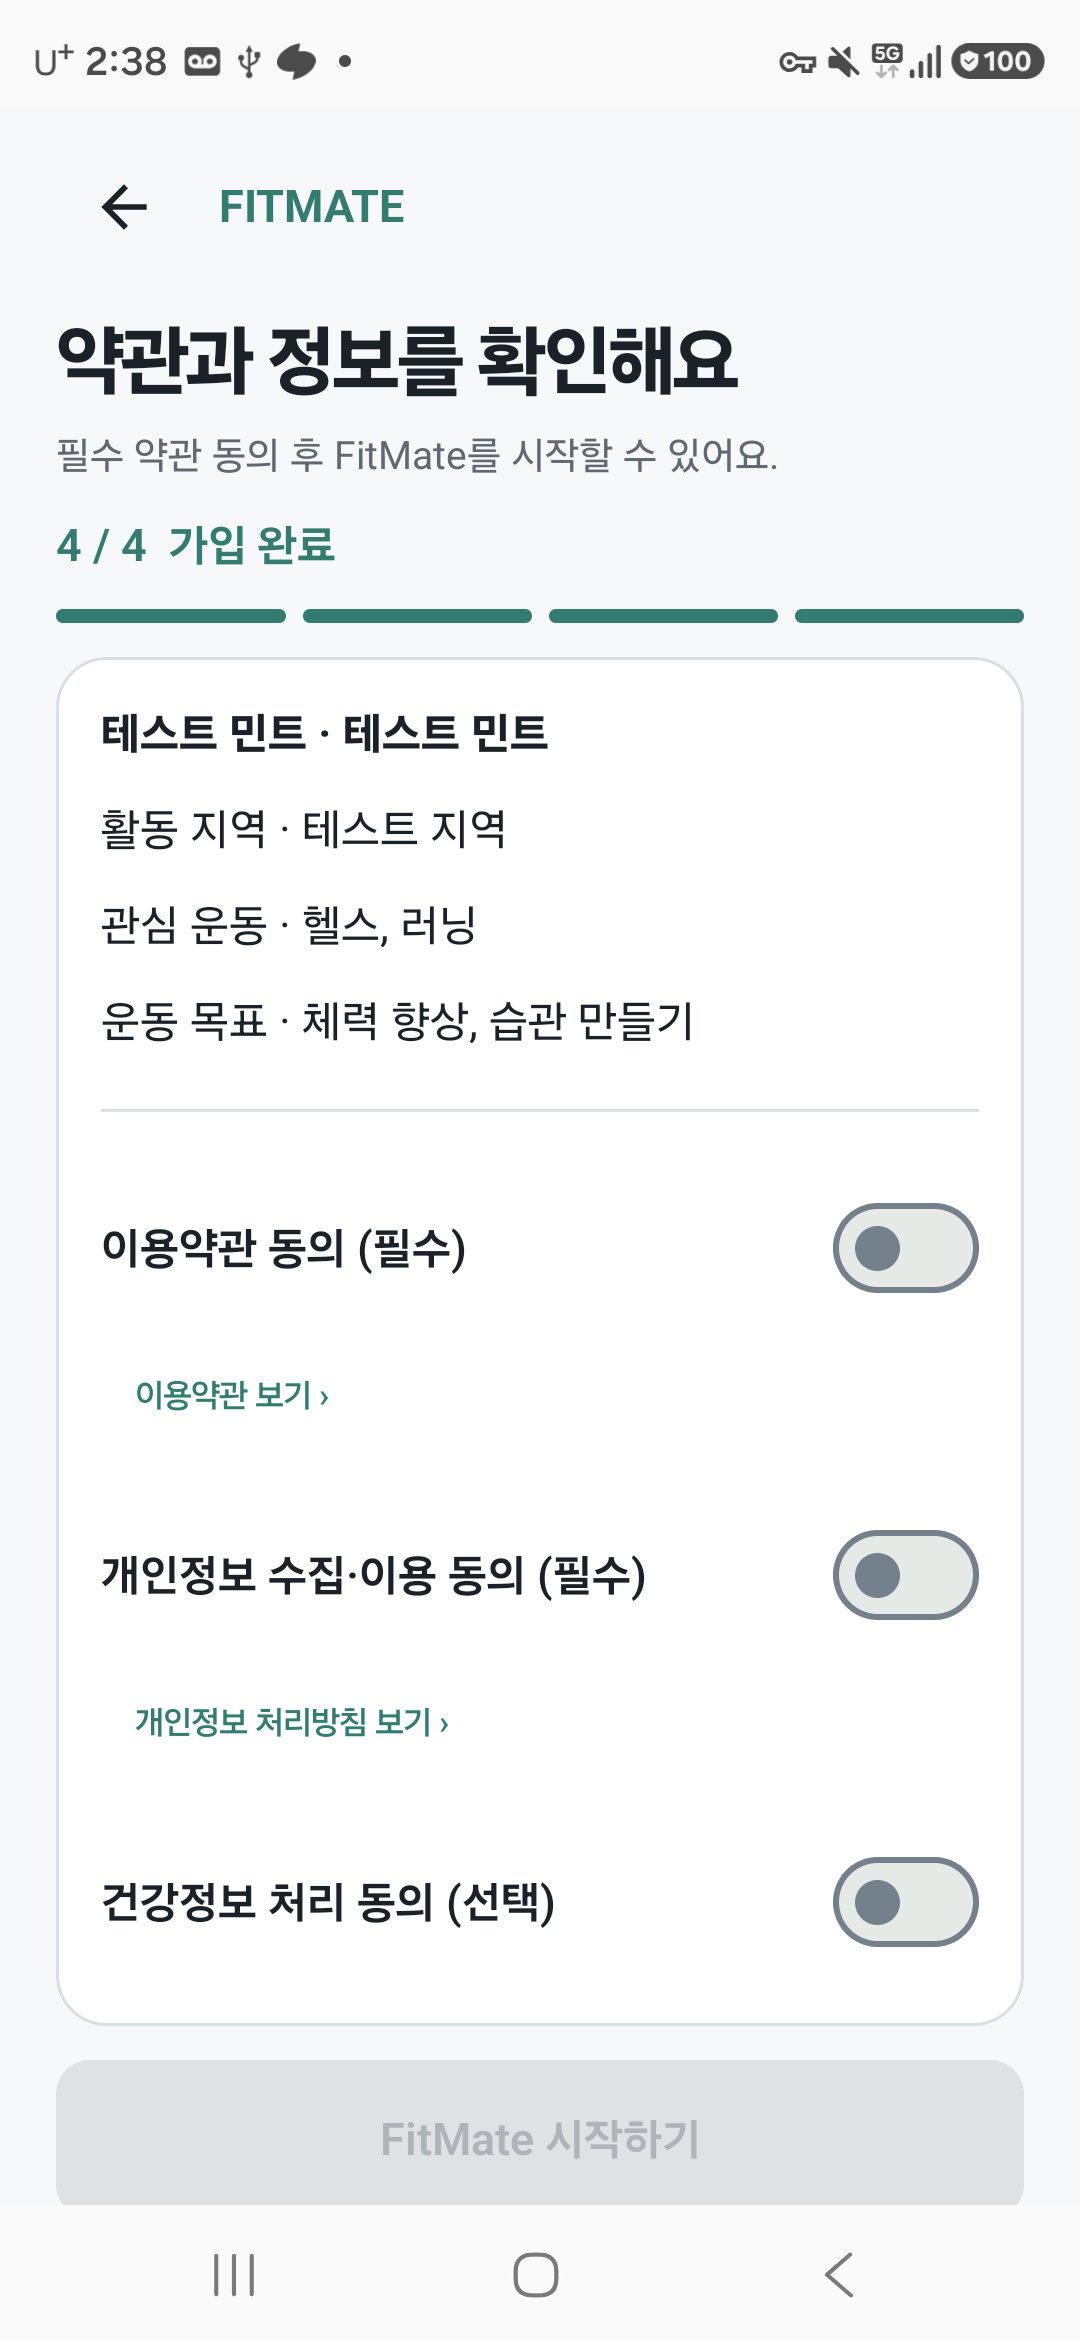 U+ 2:38 5G 100
FITMATE
약관과 정보를 확인해요
필수 약관 동의 후 FitMate를 시작할 수 있어요.
4 / 4 가입 완료
테스트 민트 · 테스트 민트
활동 지역 · 테스트 지역
관심 운동 · 헬스, 러닝
운동 목표 · 체력 향상, 습관 만들기
이용약관 동의 (필수)
이용약관 보기 ›
개인정보 수집·이용 동의 (필수)
개인정보 처리방침 보기 ›
건강정보 처리 동의 (선택)
FitMate 시작하기